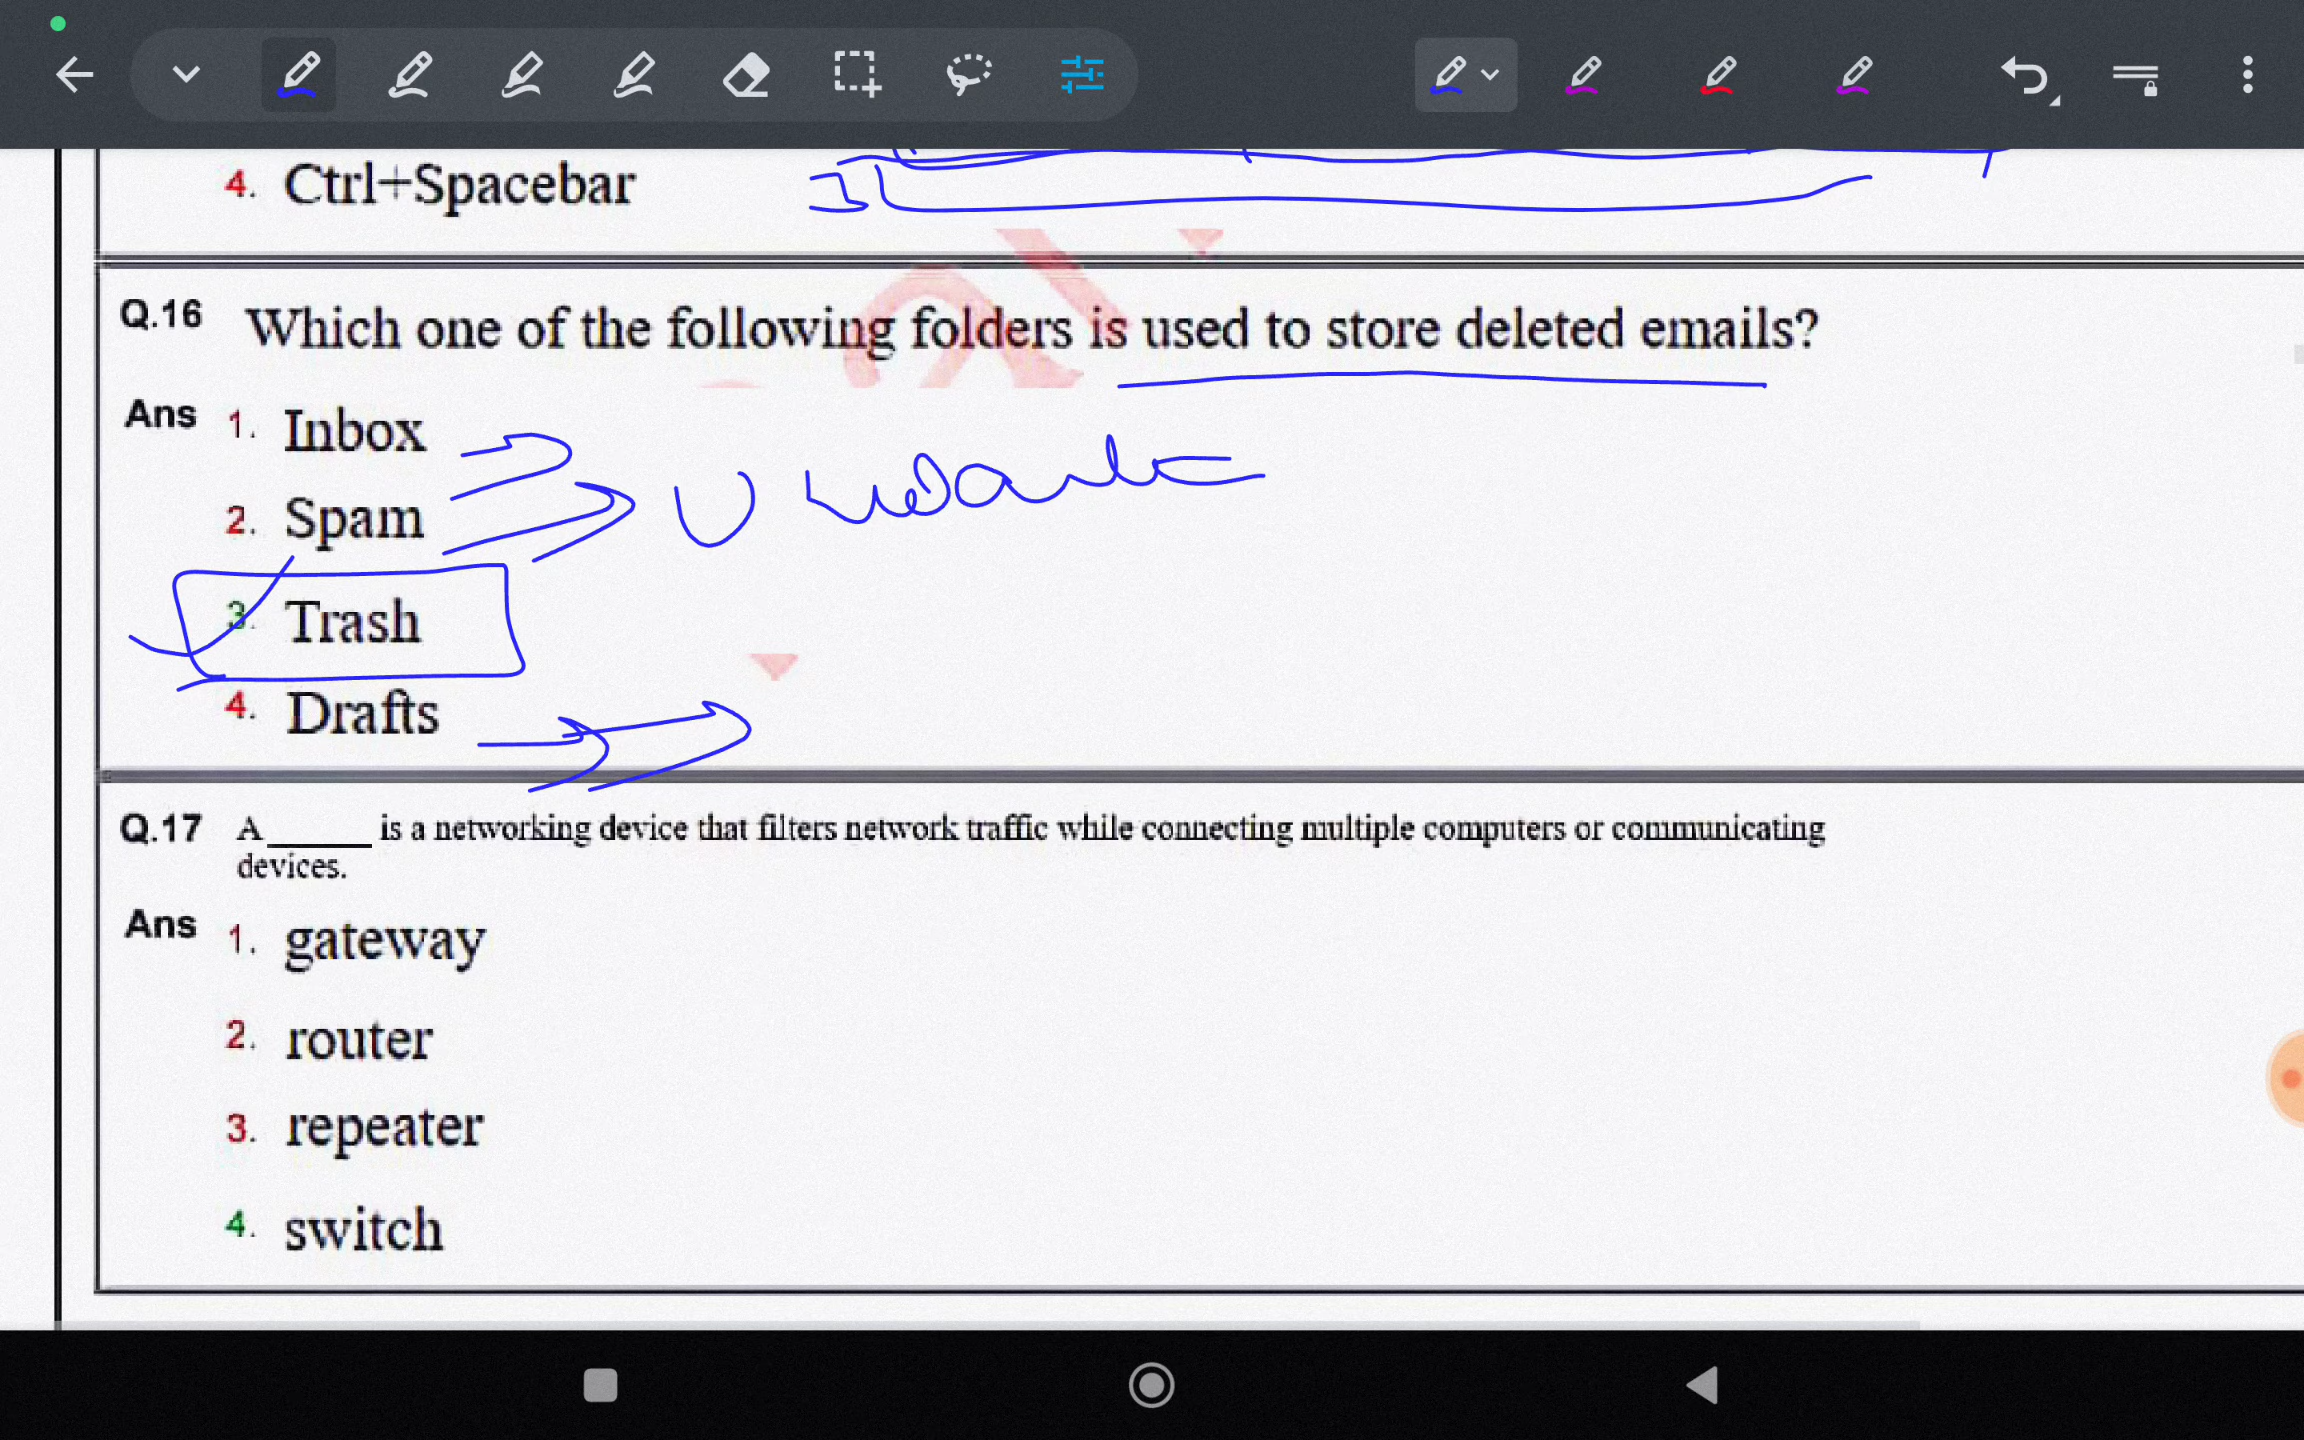 4. Ctrl+Spacebar
Q.16 Which one of the following folders is used to store deleted emails?
Ans 1. Inbox
2. Spam
3. Trash
4. Drafts
Q.17 A ______ is a networking device that filters network traffic while connecting multiple computers or communicating
devices.
Ans 1. gateway
2. router
3. repeater
4. switch